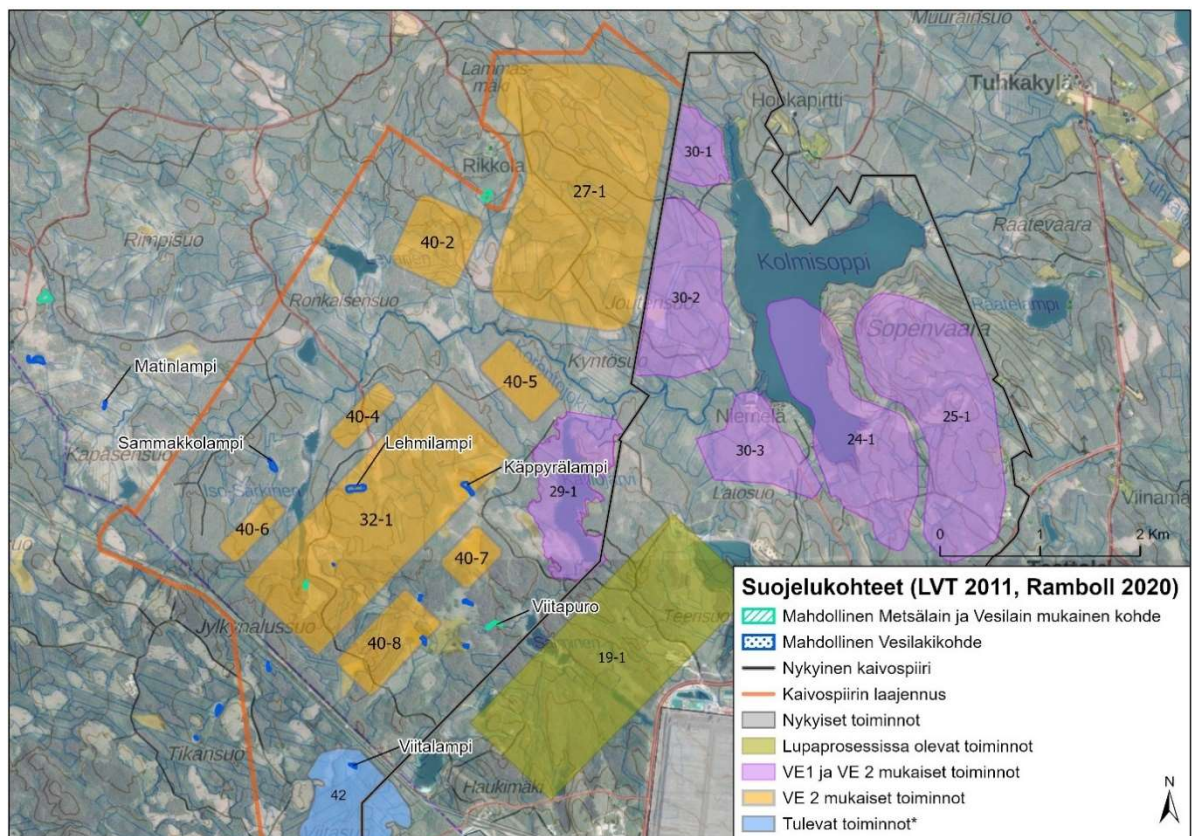 Muurainsuo
Tuhkakylä
Lammas-
mäki
Honkapirtti
30-1
Rikkola
27-1
40-2
Rimpisuo
Raatevaara
Kolmisoppi
Ronkaisensuo
30-2
Joutensuo
Sopenvaara
Raatelampi
Kyntösuo
Matinlampi
40-5
40-4
Niemelä
25-1
Sammakkolampi
Lehmilampi
24-1
Kapasensuo
Käppyrälampi
30-3
Iso-Särkinen
29-1
Latosuo
32-1
40-6
40-7
0 1 2 Km
Viitapuro
Teerisuo
Jylkynalussuo
40-8
19-1
Tikansuo
Viitalampi
Haukimäki
42
Viitasuo
Suojelukohteet (LVT 2011, Ramboll 2020)
Mahdollinen Metsälain ja Vesilain mukainen kohde
Mahdollinen Vesilakikohde
Nykyinen kaivospiiri
Kaivospiirin laajennus
Nykyiset toiminnot
Lupaprosessissa olevat toiminnot
VE1 ja VE 2 mukaiset toiminnot
VE 2 mukaiset toiminnot
Tulevat toiminnot*
N